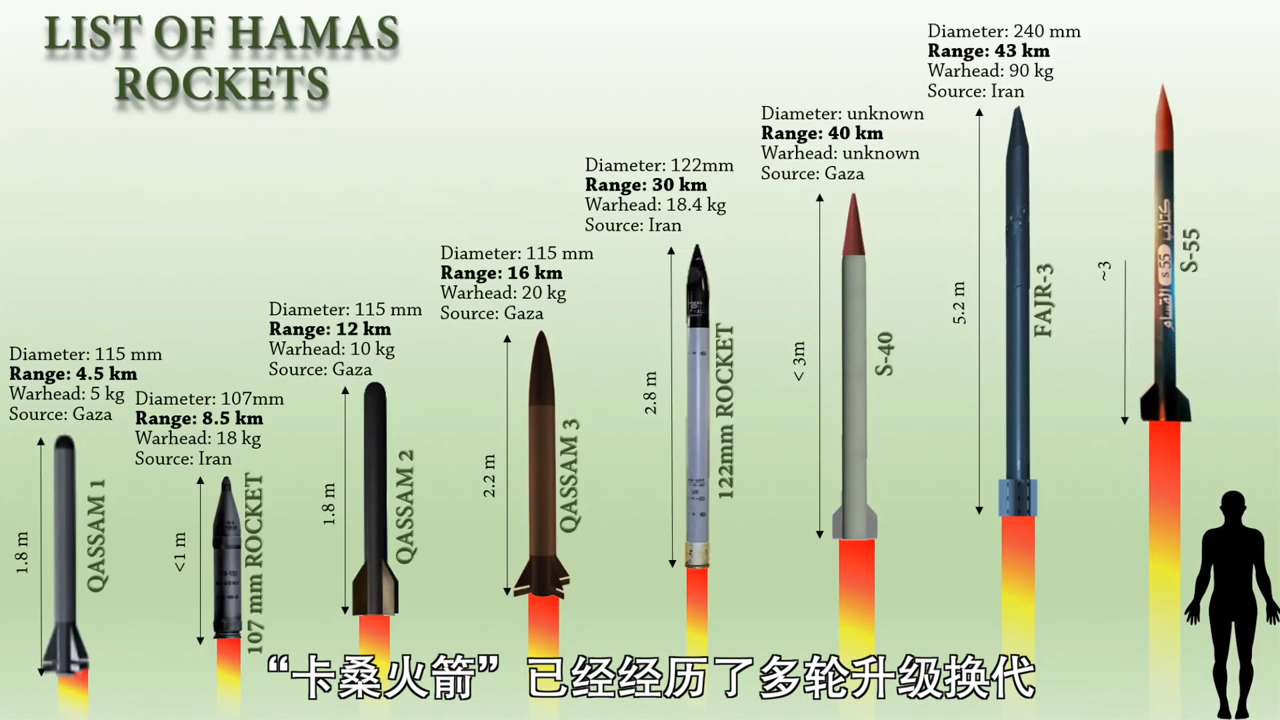 LIST OF HAMAS
ROCKETS
Diameter: 115 mm
Range: 4.5 km
Warhead: 5 kg
Source: Gaza
1.8 m
QASSAM 1
Diameter: 107mm
Range: 8.5 km
Warhead: 18 kg
Source: Iran
<1 m
107 mm ROCKET
Diameter: 115 mm
Range: 12 km
Warhead: 10 kg
Source: Gaza
1.8 m
QASSAM 2
Diameter: 115 mm
Range: 16 km
Warhead: 20 kg
Source: Gaza
2.2 m
QASSAM 3
Diameter: 122mm
Range: 30 km
Warhead: 18.4 kg
Source: Iran
2.8 m
122mm ROCKET
Diameter: unknown
Range: 40 km
Warhead: unknown
Source: Gaza
< 3m
S-40
Diameter: 240 mm
Range: 43 km
Warhead: 90 kg
Source: Iran
5.2 m
FAJR-3
~3
كتائب S 55 القسام
S-55
“卡桑火箭”已经经历了多轮升级换代